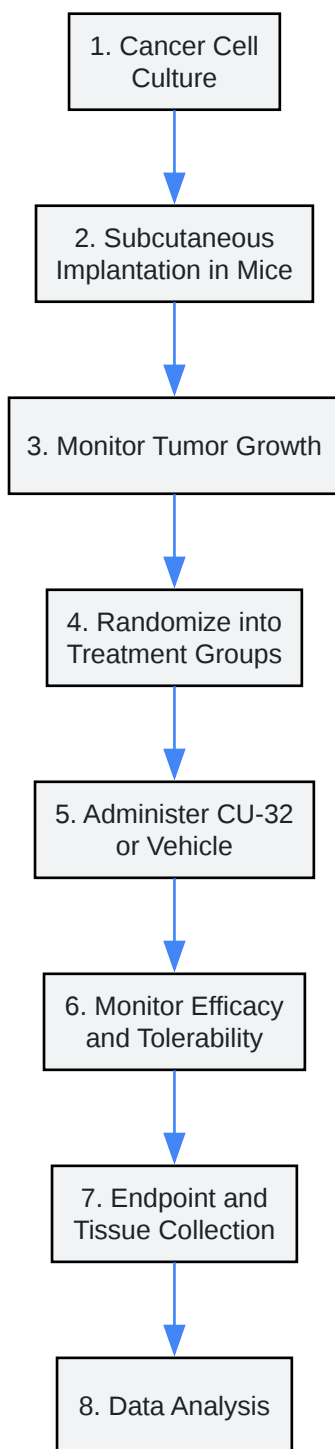 1. Cancer Cell
Culture
2. Subcutaneous
Implantation in Mice
3. Monitor Tumor Growth
4. Randomize into
Treatment Groups
5. Administer CU-32
or Vehicle
6. Monitor Efficacy
and Tolerability
7. Endpoint and
Tissue Collection
8. Data Analysis